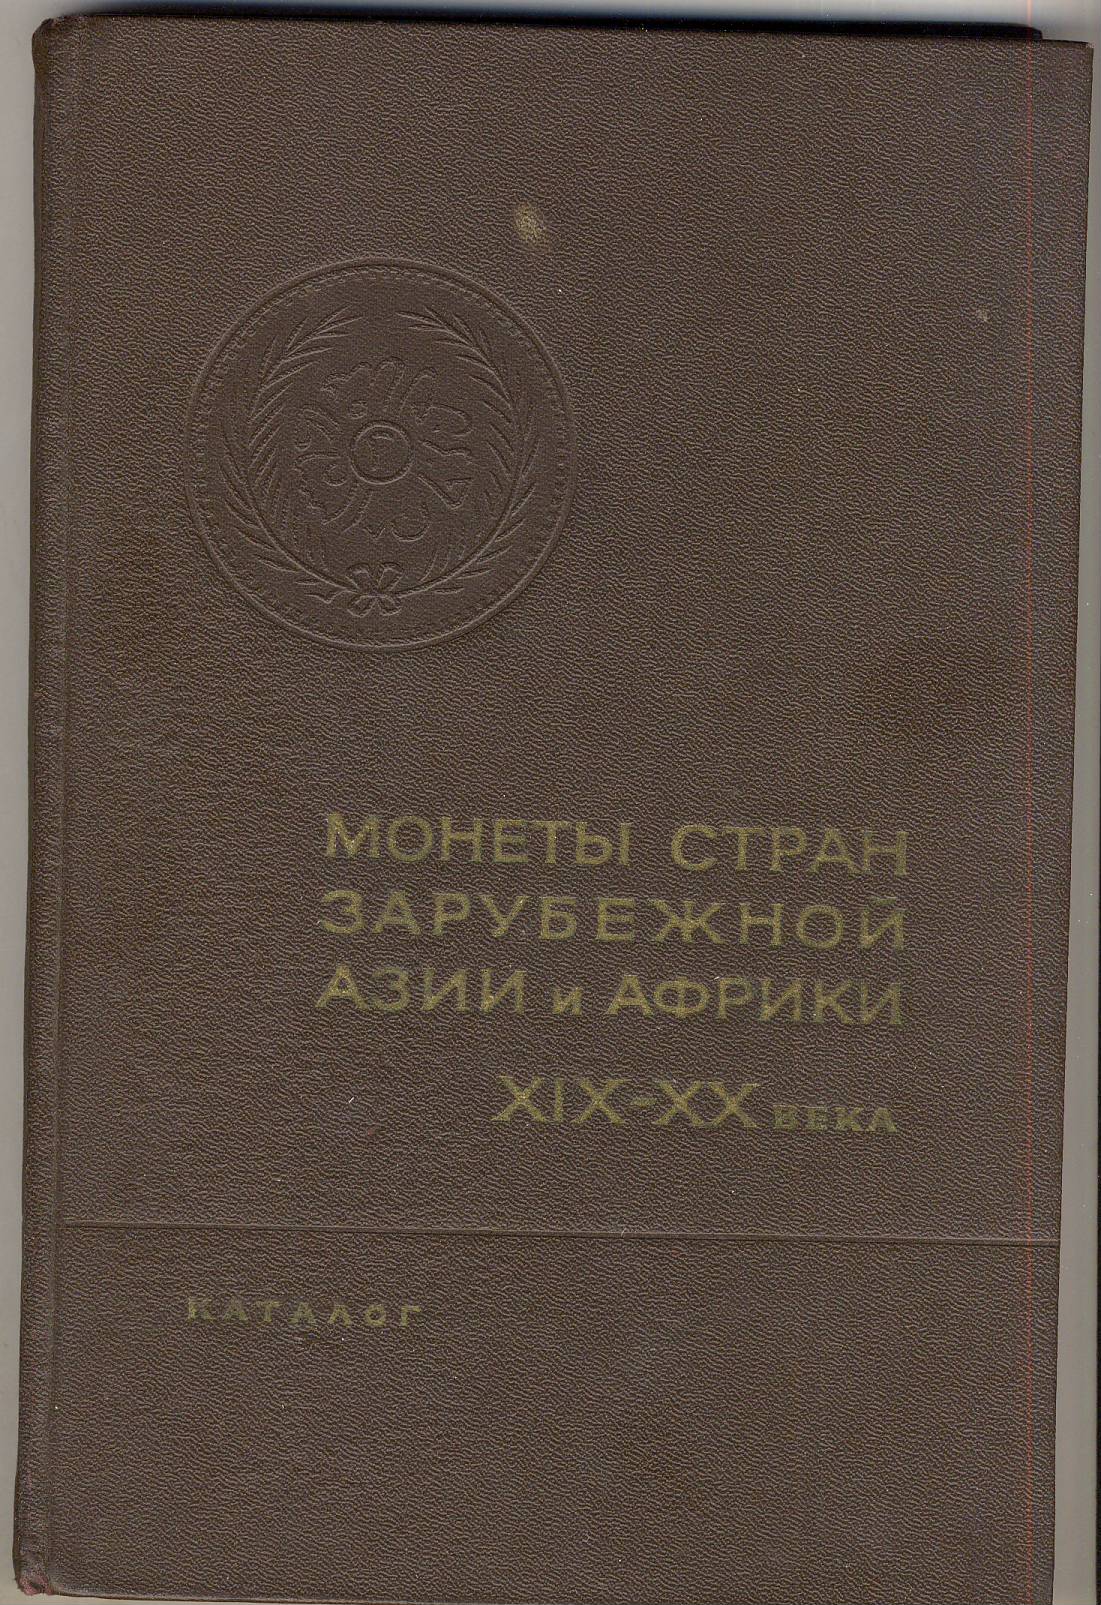 МОНЕТЫ СТРАН
ЗАРУБЕЖНОЙ
АЗИИ и АФРИКИ
XIX-XX ВЕКА
КАТАЛОГ